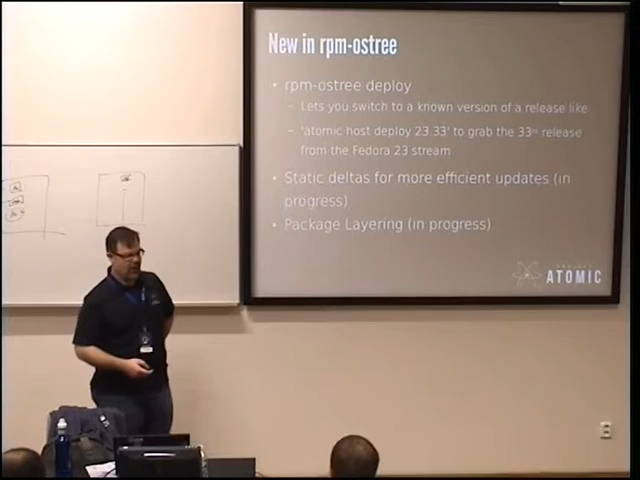 New in rpm-ostree
• rpm-ostree deploy
– Lets you switch to a known version of a release like
– 'atomic host deploy 23.33' to grab the 33rd release
from the Fedora 23 stream
• Static deltas for more efficient updates (in
progress)
• Package Layering (in progress)
PROJECT
ATOMIC